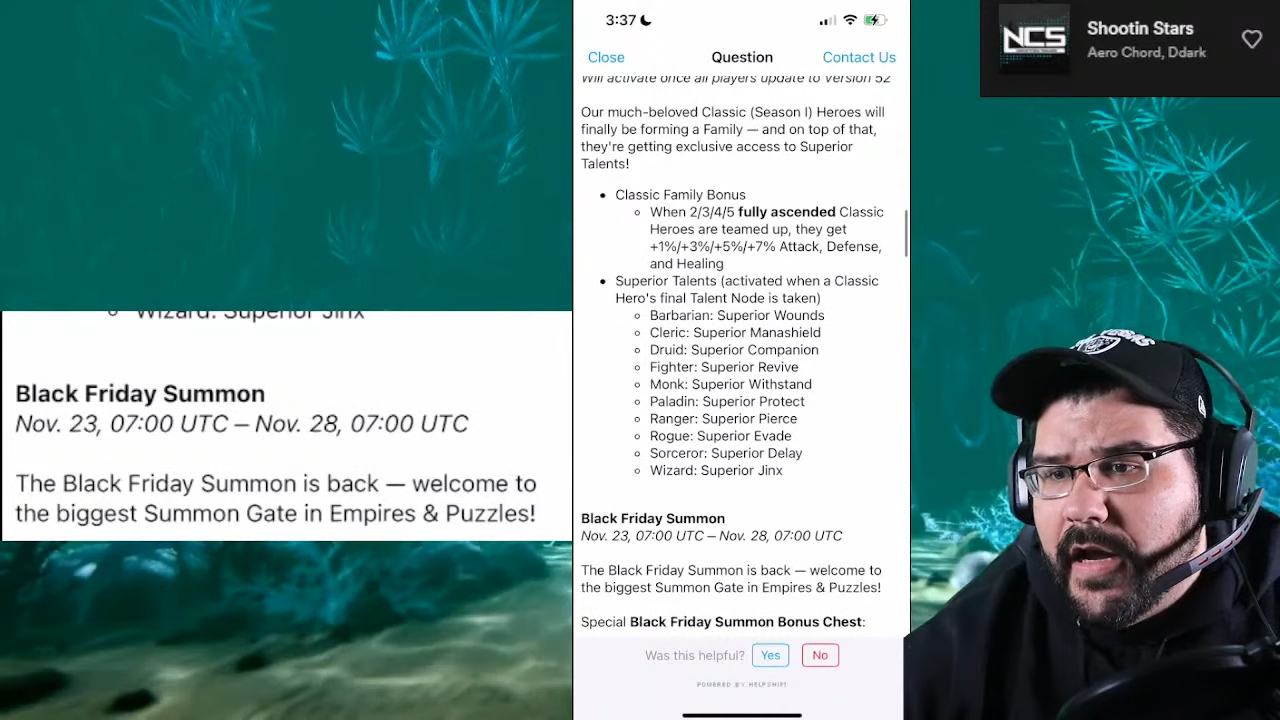 Wizard: Superior Jinx
Black Friday Summon
Nov. 23, 07:00 UTC – Nov. 28, 07:00 UTC
The Black Friday Summon is back — welcome to
the biggest Summon Gate in Empires & Puzzles!
3:37
Close
Question
Contact Us
Will activate once all players update to Version 52
Our much-beloved Classic (Season I) Heroes will
finally be forming a Family — and on top of that,
they're getting exclusive access to Superior
Talents!
Classic Family Bonus
When 2/3/4/5 fully ascended Classic
Heroes are teamed up, they get
+1%/+3%/+5%/+7% Attack, Defense,
and Healing
Superior Talents (activated when a Classic
Hero's final Talent Node is taken)
Barbarian: Superior Wounds
Cleric: Superior Manashield
Druid: Superior Companion
Fighter: Superior Revive
Monk: Superior Withstand
Paladin: Superior Protect
Ranger: Superior Pierce
Rogue: Superior Evade
Sorceror: Superior Delay
Wizard: Superior Jinx
Black Friday Summon
Nov. 23, 07:00 UTC – Nov. 28, 07:00 UTC
The Black Friday Summon is back — welcome to
the biggest Summon Gate in Empires & Puzzles!
Special Black Friday Summon Bonus Chest:
Was this helpful?
Yes
No
POWERED BY HELPSHIFT
NCS
Shootin Stars
Aero Chord, Ddark